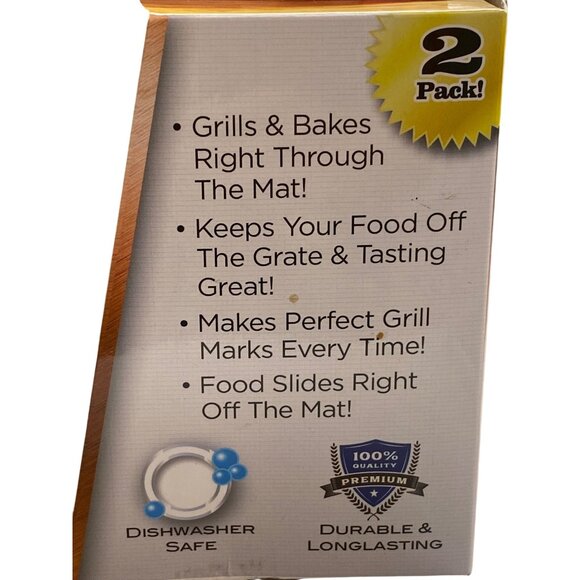 2
Pack!
• Grills & Bakes
Right Through
The Mat!
• Keeps Your Food Off
The Grate & Tasting
Great!
• Makes Perfect Grill
Marks Every Time!
• Food Slides Right
Off The Mat!
100%
QUALITY
PREMIUM
DISHWASHER
SAFE
DURABLE &
LONGLASTING